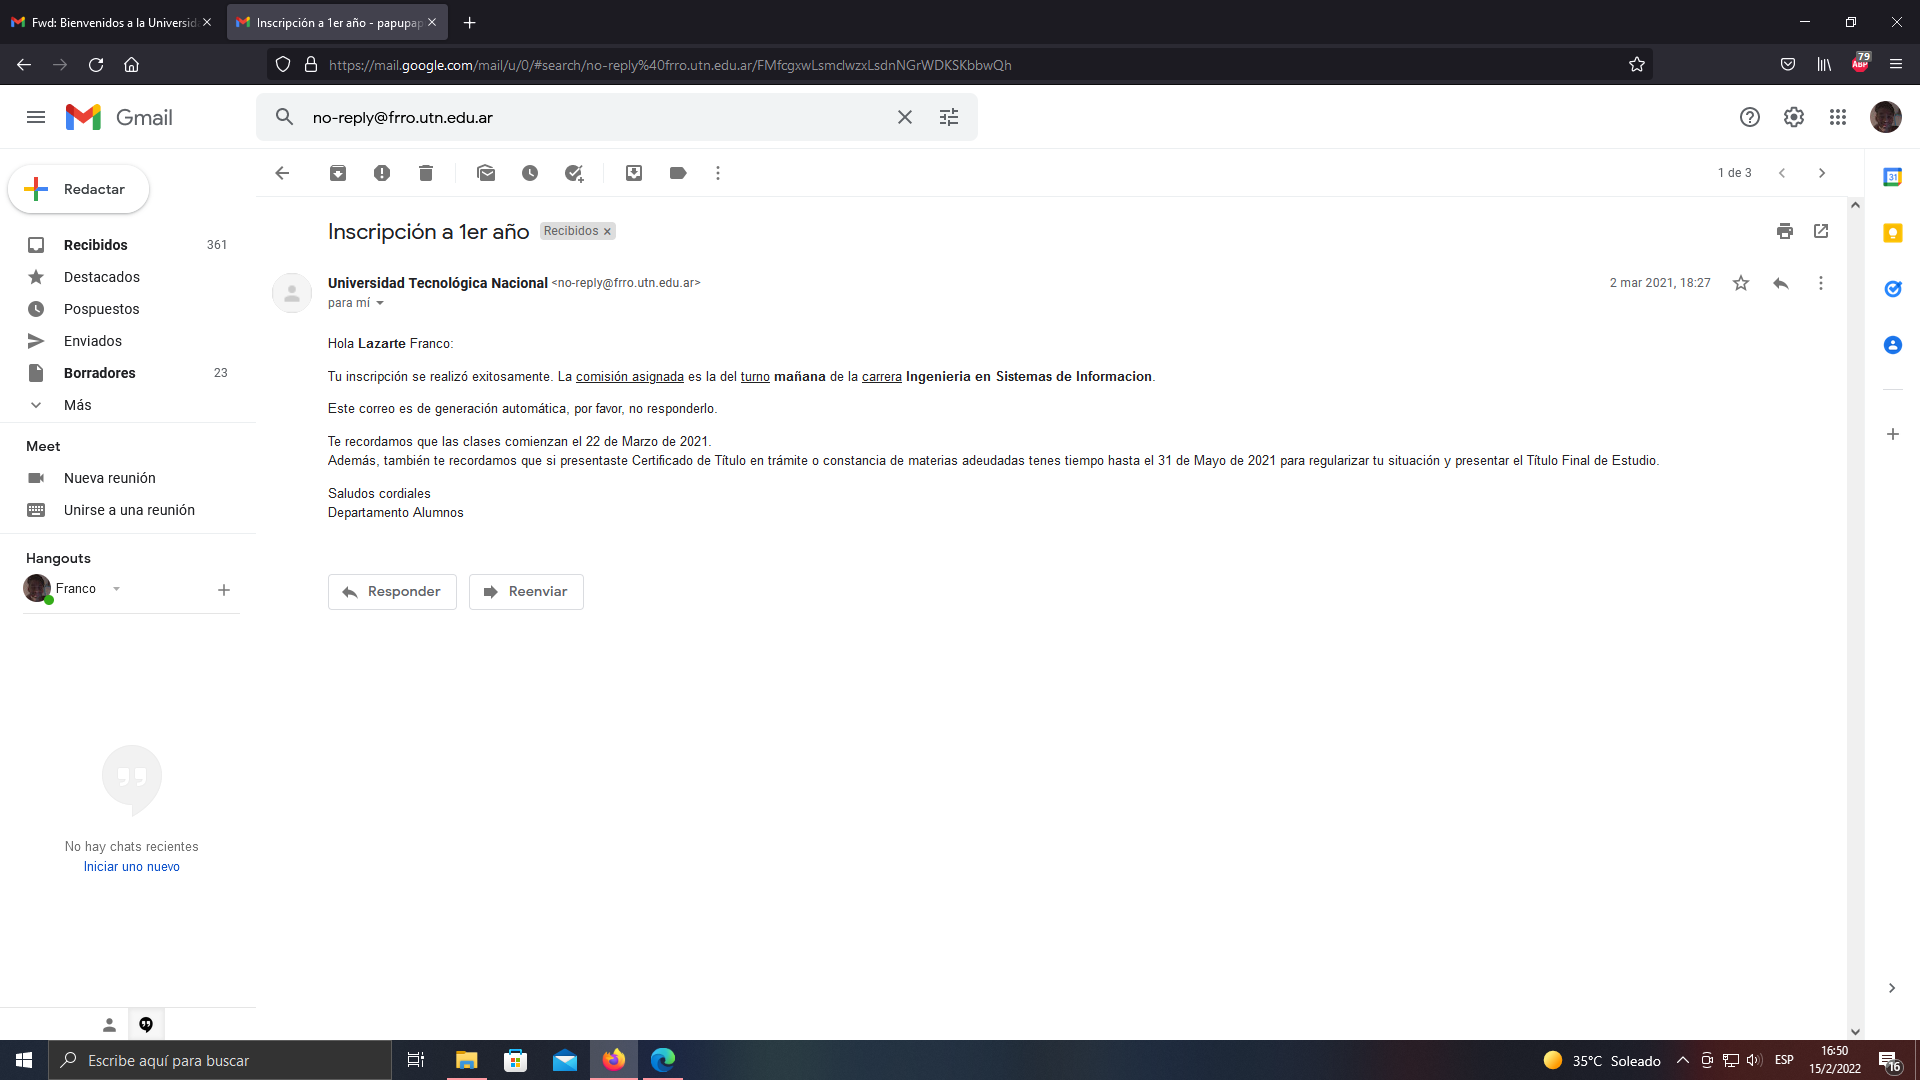 Fwd: Bienvenidos a la Universid
Inscripción a 1er año - papupap
https://mail.google.com/mail/u/0/#search/no-reply%40frro.utn.edu.ar/FMfcgxwLsmclwzxLsdnNGrWDKSKbbwQh
79
ABP
Gmail
no-reply@frro.utn.edu.ar
Redactar
1 de 3
31
Recibidos 361
Destacados
Pospuestos
Enviados
Borradores 23
Más
Meet
Nueva reunión
Unirse a una reunión
Hangouts
Franco
No hay chats recientes
Iniciar uno nuevo
Inscripción a 1er año Recibidos x
Universidad Tecnológica Nacional <no-reply@frro.utn.edu.ar> 2 mar 2021, 18:27
para mí
Hola Lazarte Franco:
Tu inscripción se realizó exitosamente. La comisión asignada es la del turno mañana de la carrera Ingenieria en Sistemas de Informacion.
Este correo es de generación automática, por favor, no responderlo.
Te recordamos que las clases comienzan el 22 de Marzo de 2021.
Además, también te recordamos que si presentaste Certificado de Título en trámite o constancia de materias adeudadas tenes tiempo hasta el 31 de Mayo de 2021 para regularizar tu situación y presentar el Título Final de Estudio.
Saludos cordiales
Departamento Alumnos
Responder
Reenviar
Escribe aquí para buscar
35°C Soleado
ESP
16:50
15/2/2022
16